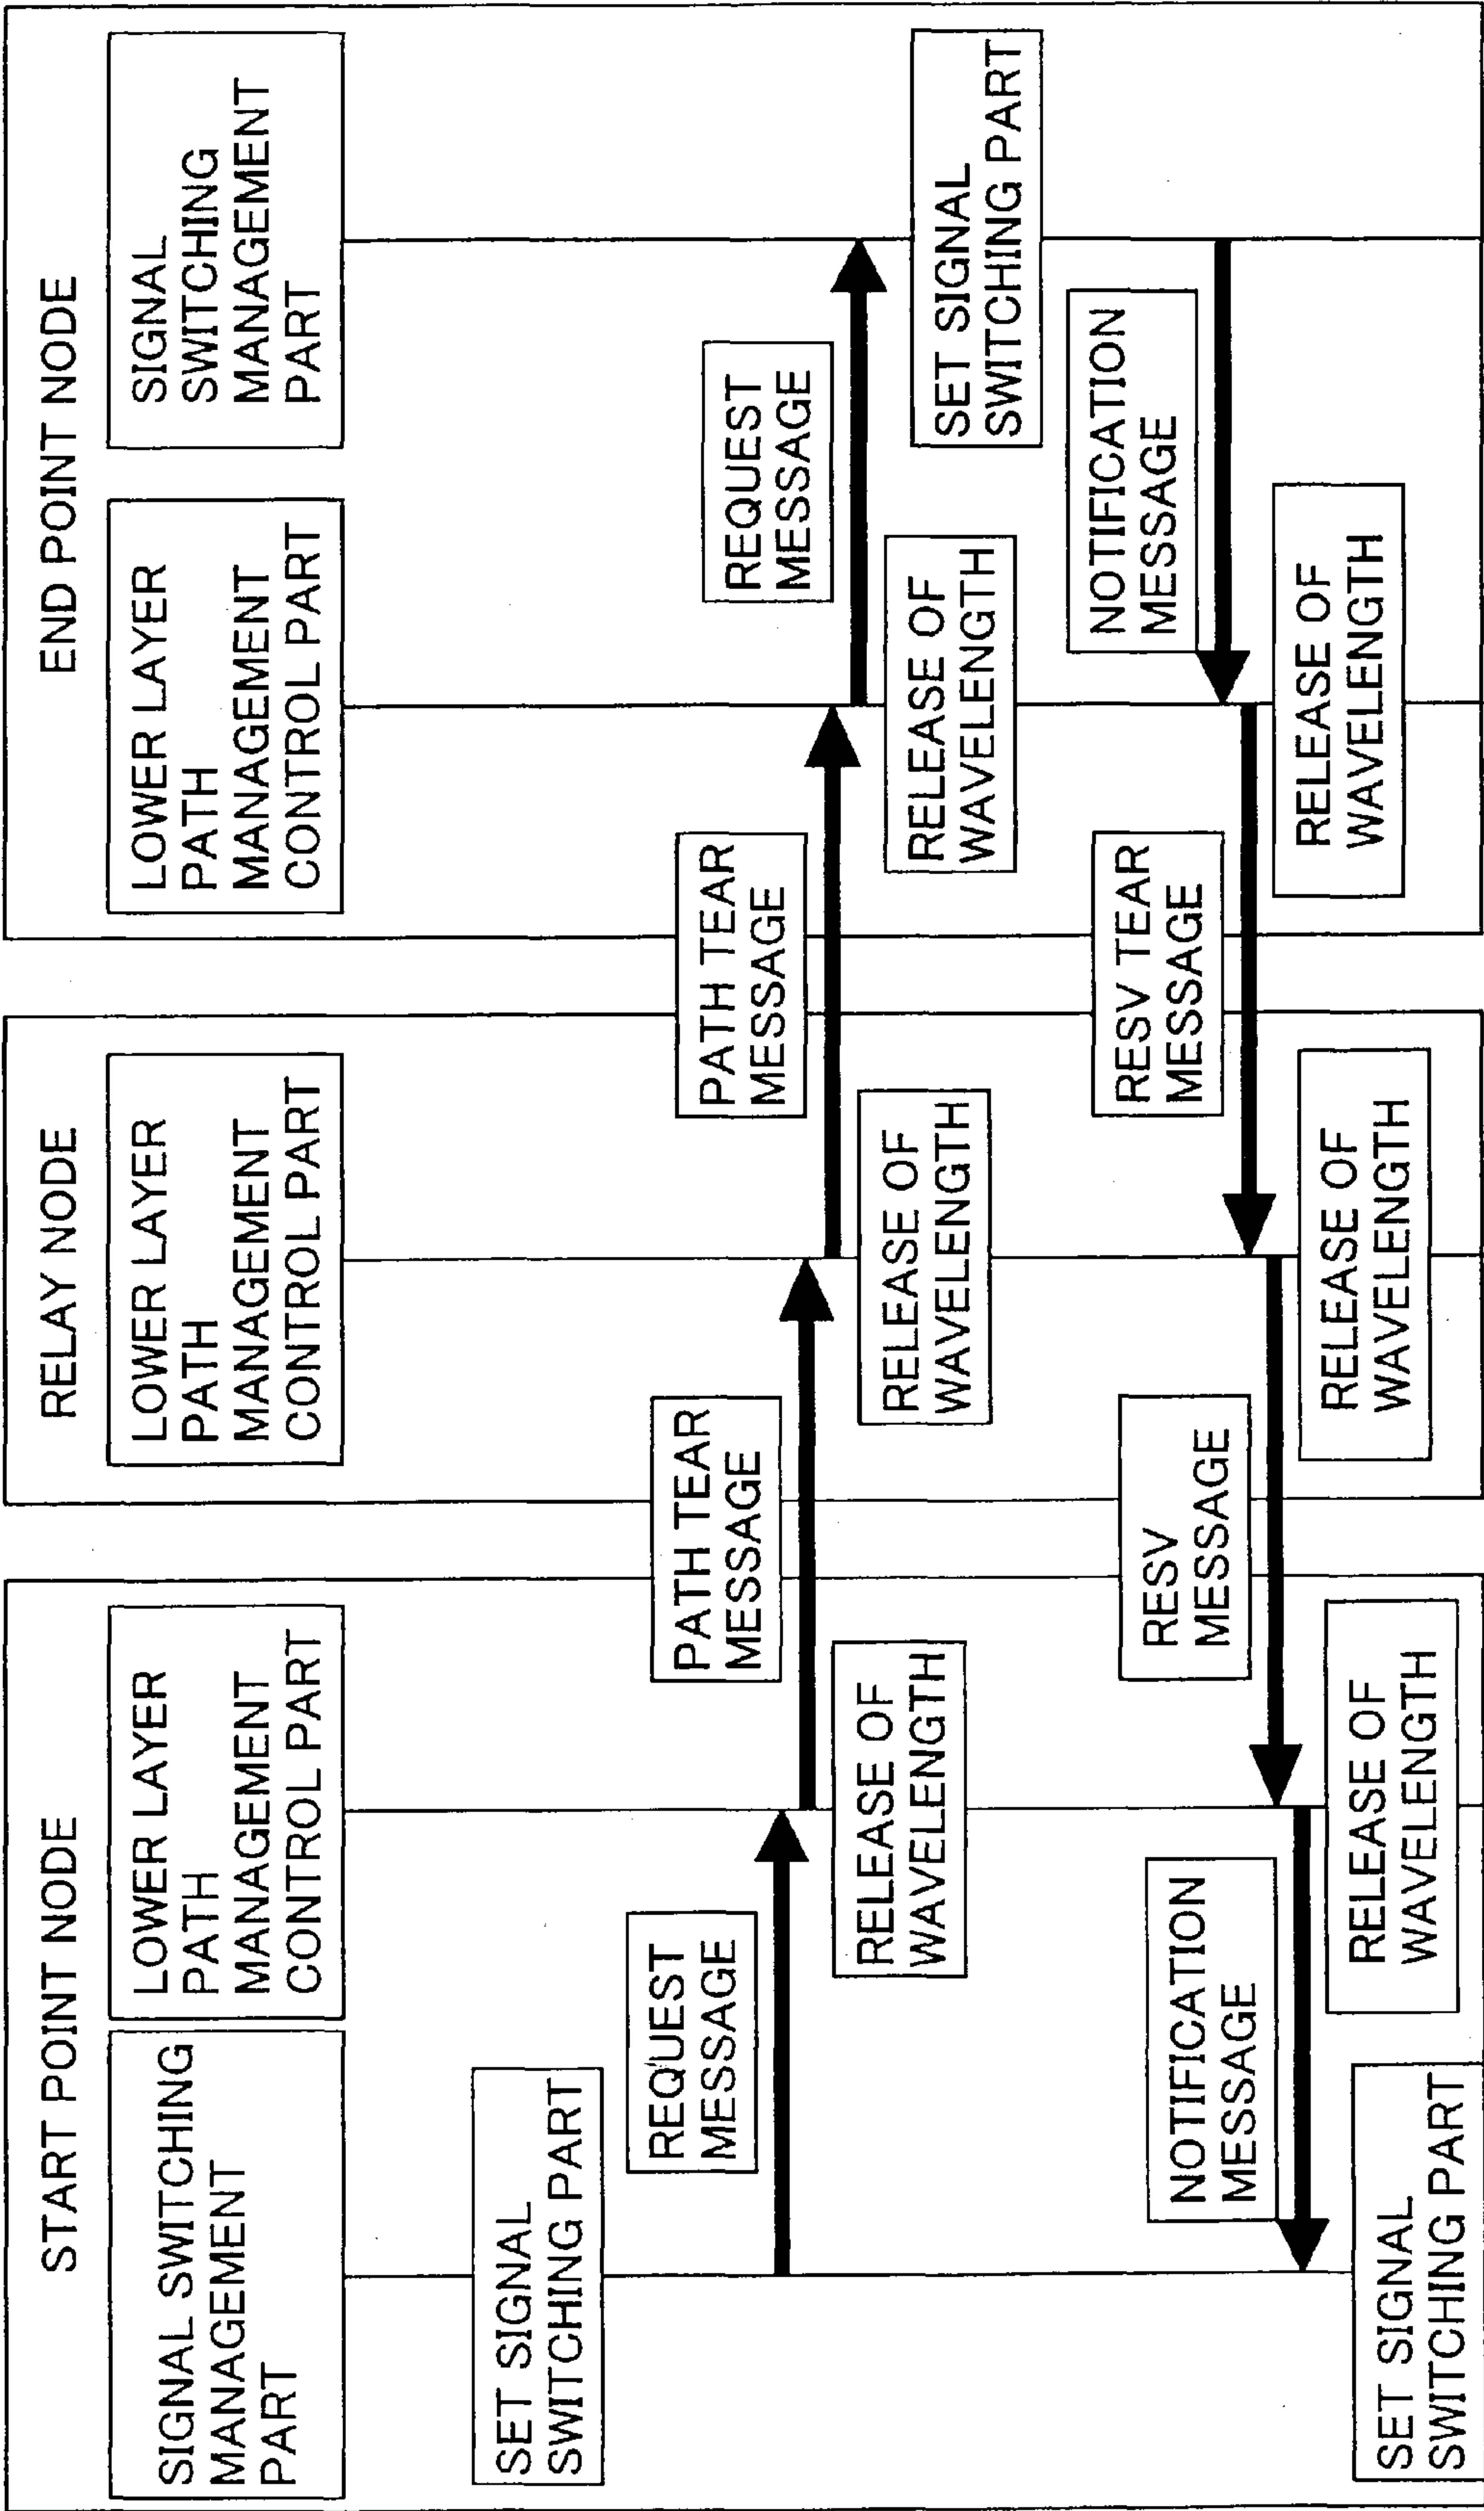 START POINT NODE
SIGNAL SWITCHING
MANAGEMENT
PART
LOWER LAYER
PATH
MANAGEMENT
CONTROL PART
RELAY NODE
LOWER LAYER
PATH
MANAGEMENT
CONTROL PART
END POINT NODE
LOWER LAYER
PATH
MANAGEMENT
CONTROL PART
SIGNAL
SWITCHING
MANAGEMENT
PART
SET SIGNAL
SWITCHING PART
REQUEST
MESSAGE
PATH TEAR
MESSAGE
PATH TEAR
MESSAGE
REQUEST
MESSAGE
RELEASE OF
WAVELENGTH
RELEASE OF
WAVELENGTH
RELEASE OF
WAVELENGTH
SET SIGNAL
SWITCHING PART
NOTIFICATION
MESSAGE
RESV TEAR
MESSAGE
RESV
MESSAGE
NOTIFICATION
MESSAGE
RELEASE OF
WAVELENGTH
RELEASE OF
WAVELENGTH
RELEASE OF
WAVELENGTH
SET SIGNAL
SWITCHING PART